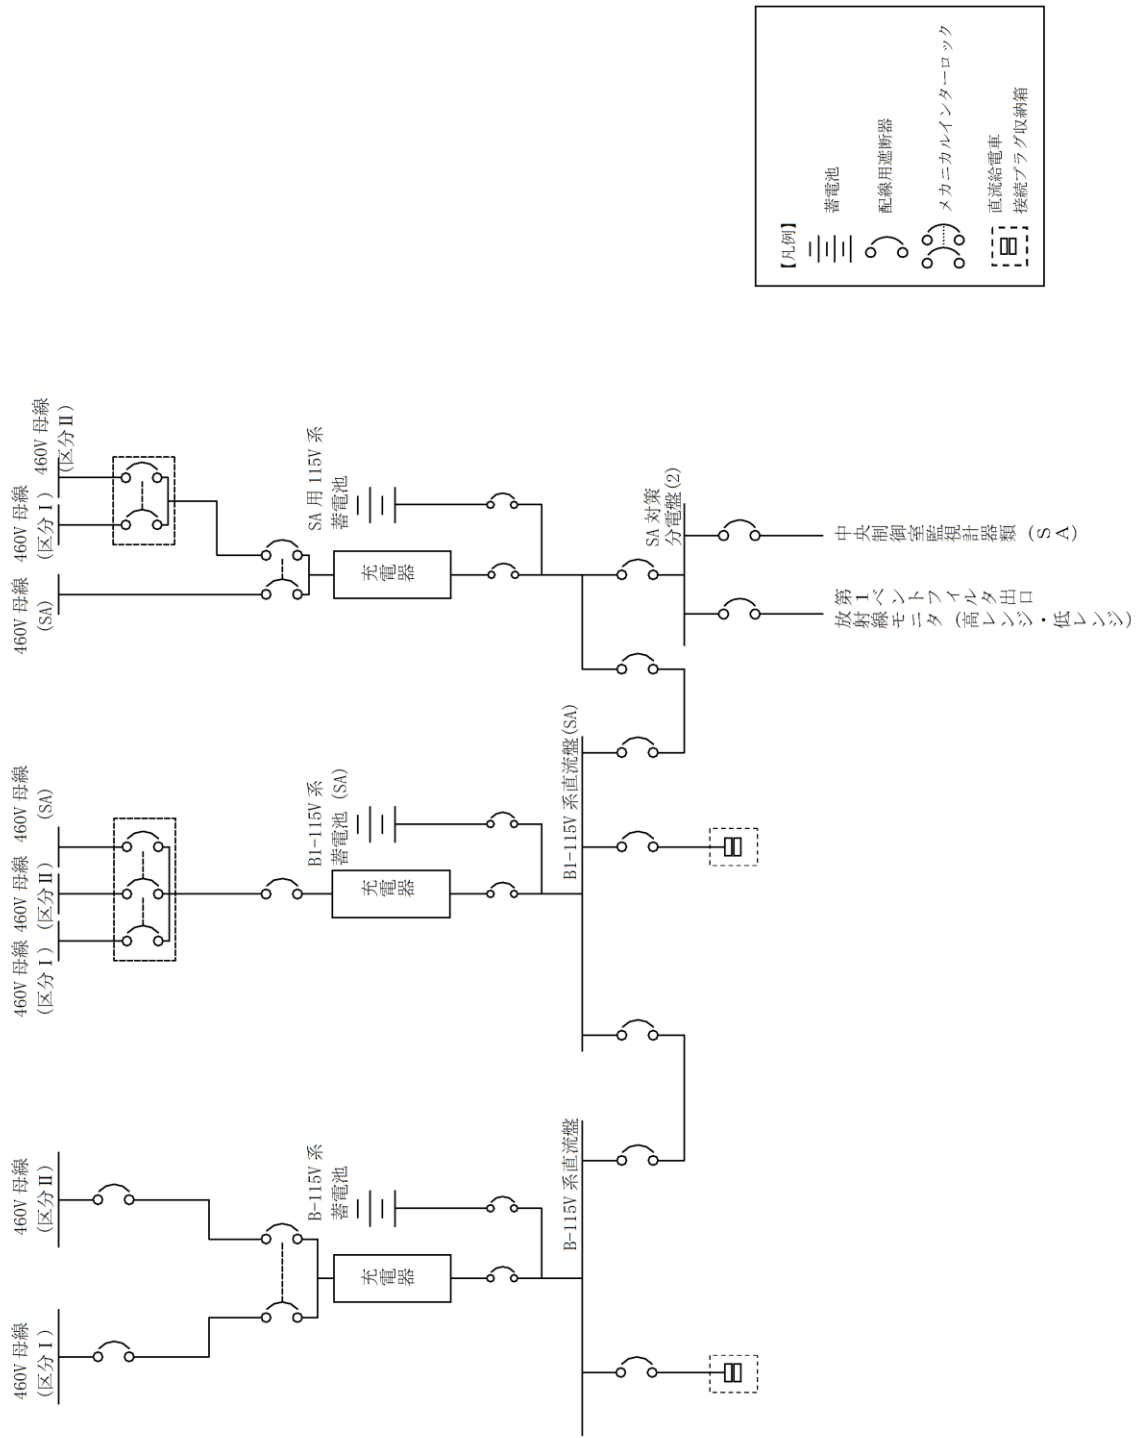 460V 母線
(区分Ⅰ)
460V 母線
(区分Ⅱ)
B-115V 系
蓄電池
充電器
B-115V 系直流盤
460V 母線
(区分Ⅰ)
460V 母線
(区分Ⅱ)
460V 母線
(SA)
B1-115V 系
蓄電池 (SA)
充電器
B1-115V 系直流盤(SA)
460V 母線
(SA)
460V 母線
(区分Ⅰ)
460V 母線
(区分Ⅱ)
SA 用 115V 系
蓄電池
充電器
SA 対策
分電盤(2)
第1ベントフィルタ出口
放射線モニタ (高レンジ・低レンジ)
中央制御室監視計器類 (SA)
【凡例】
蓄電池
配線用遮断器
メカニカルインターロック
直流給電車
接続プラグ収納箱